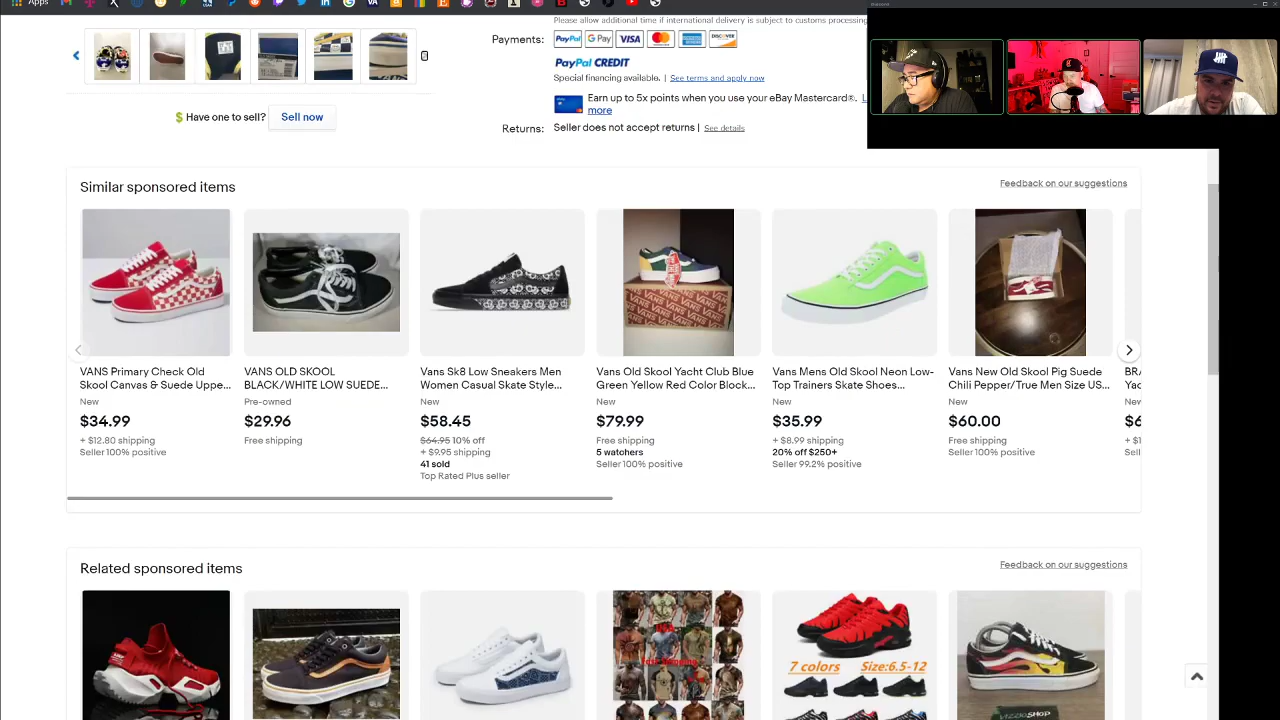 Apps
Please allow additional time if international delivery is subject to customs processing
Payments:
PayPal G Pay VISA DISCOVER
PayPal CREDIT
Special financing available. | See terms and apply now
Earn up to 5x points when you use your eBay Mastercard®. L
more
Returns: Seller does not accept returns | See details
Have one to sell? Sell now
Similar sponsored items
Feedback on our suggestions
VANS Primary Check Old
Skool Canvas & Suede Uppe...
New
$34.99
+ $12.80 shipping
Seller 100% positive
VANS OLD SKOOL
BLACK/WHITE LOW SUEDE...
Pre-owned
$29.96
Free shipping
Vans Sk8 Low Sneakers Men
Women Casual Skate Style...
New
$58.45
$64.95 10% off
+ $9.95 shipping
41 sold
Top Rated Plus seller
VANS
Vans Old Skool Yacht Club Blue
Green Yellow Red Color Block...
New
$79.99
Free shipping
5 watchers
Seller 100% positive
Vans Mens Old Skool Neon Low-
Top Trainers Skate Shoes...
New
$35.99
+ $8.99 shipping
20% off $250+
Seller 99.2% positive
Vans New Old Skool Pig Suede
Chili Pepper/True Men Size US...
New
$60.00
Free shipping
Seller 100% positive
BRA
Yac
New
$6
+ $1
Sell
Related sponsored items
Feedback on our suggestions
7 colors Size:6.5-12